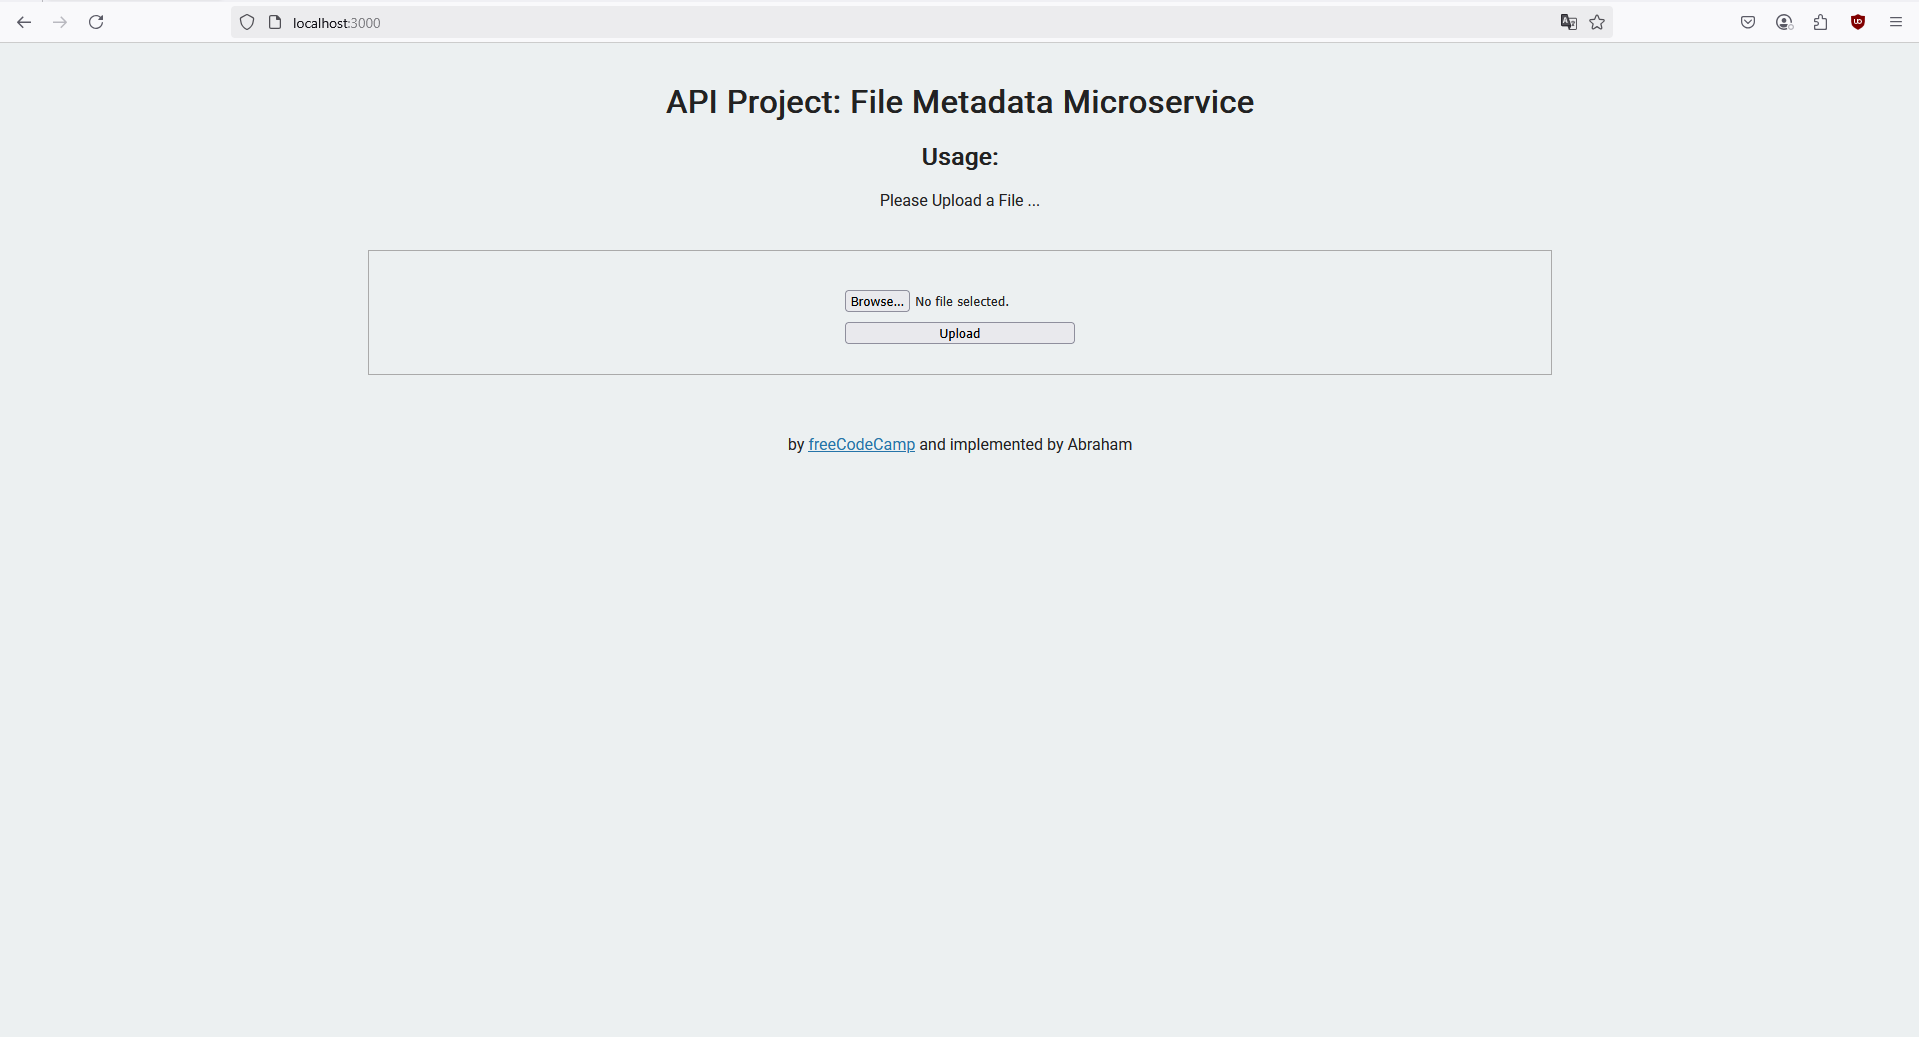 localhost:3000
API Project: File Metadata Microservice
Usage:
Please Upload a File ...
Browse... No file selected.
Upload
by freeCodeCamp and implemented by Abraham